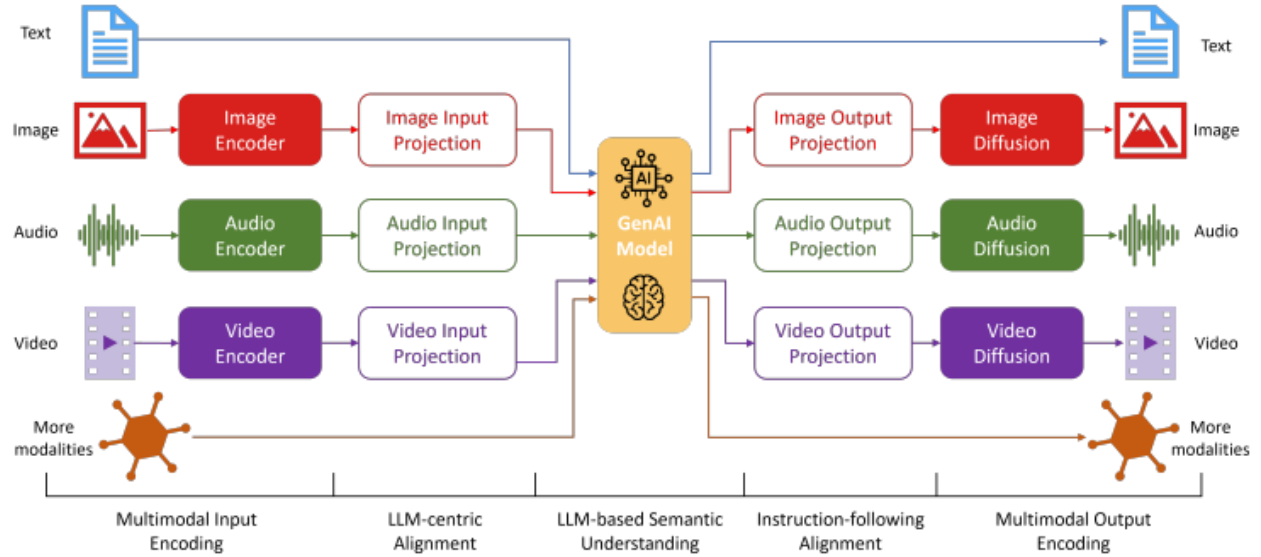 Text
Text
Image
Image
Encoder
Image Input
Projection
Image Output
Projection
Image
Diffusion
Image
AI
GenAI
Model
Audio
Audio
Encoder
Audio Input
Projection
Audio Output
Projection
Audio
Diffusion
Audio
Video
Video
Encoder
Video Input
Projection
Video Output
Projection
Video
Diffusion
Video
More
modalities
More
modalities
Multimodal Input
Encoding
LLM-centric
Alignment
LLM-based Semantic
Understanding
Instruction-following
Alignment
Multimodal Output
Encoding